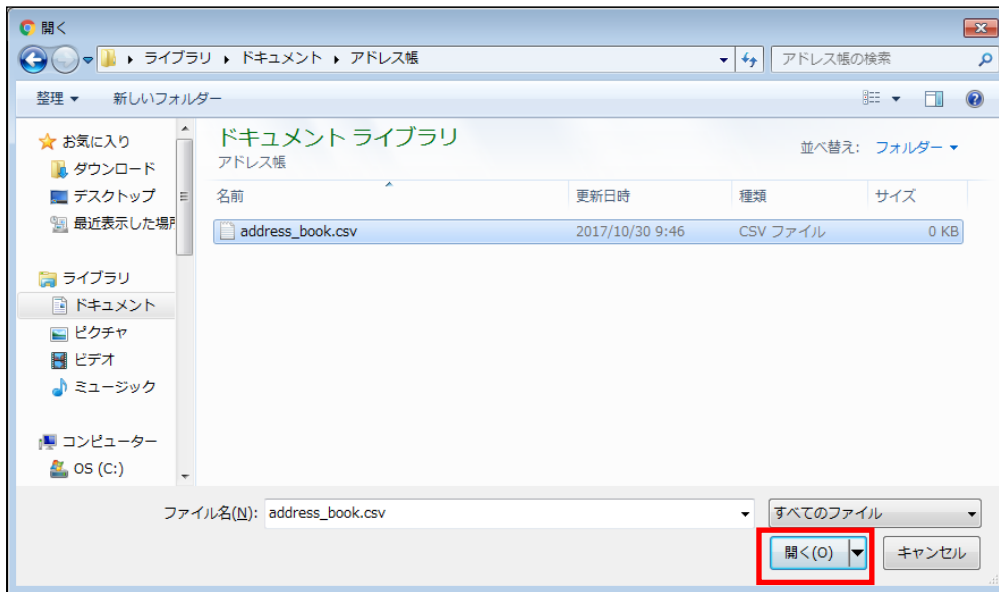 開く
ライブラリ ドキュメント アドレス帳 アドレス帳の検索
整理 新しいフォルダー
お気に入り
ダウンロード
デスクトップ
最近表示した場所
ライブラリ
ドキュメント
ピクチャ
ビデオ
ミュージック
コンピューター
OS (C:)
ドキュメント ライブラリ
アドレス帳
並べ替え: フォルダー
名前 更新日時 種類 サイズ
address_book.csv 2017/10/30 9:46 CSV ファイル 0 KB
ファイル名(N): address_book.csv すべてのファイル
開く(O) キャンセル